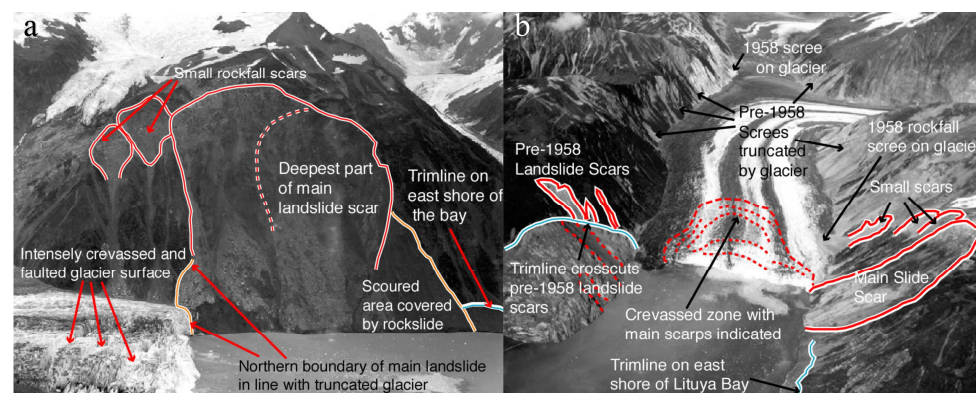 a
Small rockfall scars
Deepest part
of main
landslide scar
Trimline on
east shore of
the bay
Intensely crevassed and
faulted glacier surface
Scoured
area covered
by rockslide
Northern boundary of main landslide
in line with truncated glacier
b
1958 scree
on glacier
Pre-1958
Screes
truncated
by glacier
1958 rockfall
scree on glacie
Pre-1958
Landslide Scars
Small scars
Trimline crosscuts
pre-1958 landslide
scars
Main Slide
Scar
Crevassed zone with
main scarps indicated
Trimline on east
shore of Lituya Bay